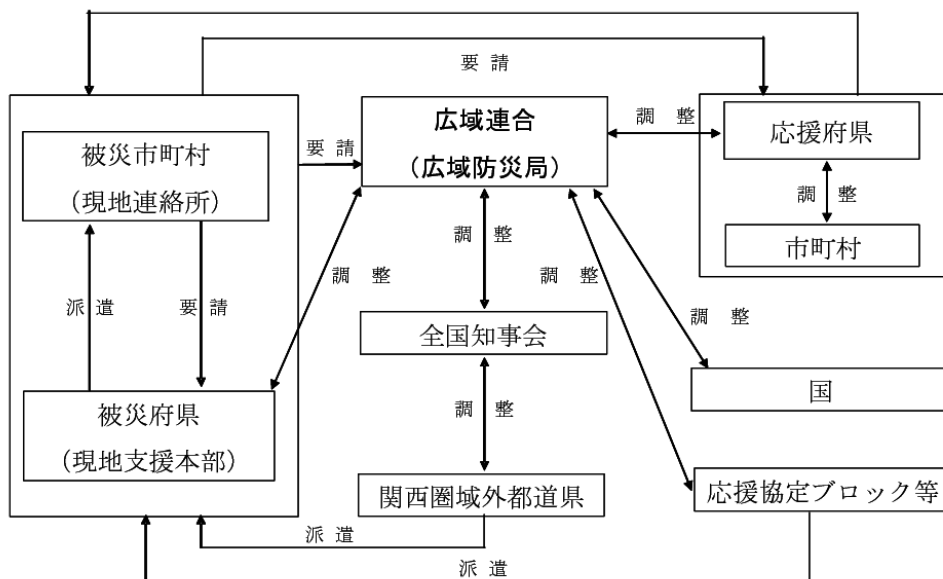 要請
広域連合
（広域防災局）
調整
応援府県
被災市町村
（現地連絡所）
要請
調整
市町村
派遣
要請
調整
調整
調整
調整
全国知事会
国
被災府県
（現地支援本部）
調整
関西圏域外都道県
応援協定ブロック等
派遣
派遣